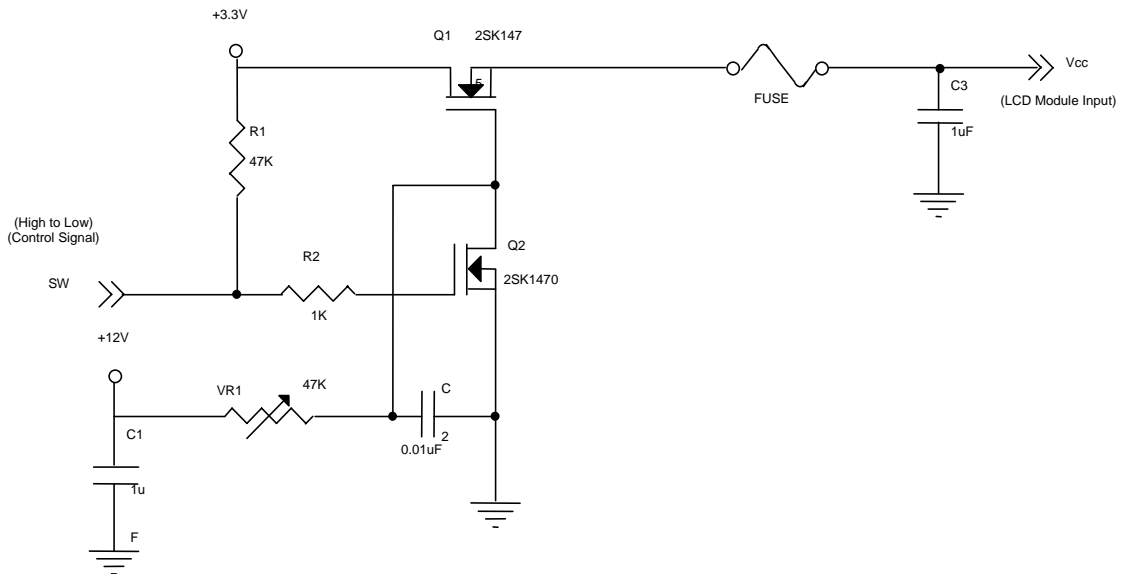 +3.3V
Q1 2SK147
5
FUSE
Vcc
(LCD Module Input)
C3
1uF
R1
47K
(High to Low)
(Control Signal)
SW
R2
1K
Q2
2SK1470
+12V
VR1
47K
C
2
0.01uF
C1
1u
F